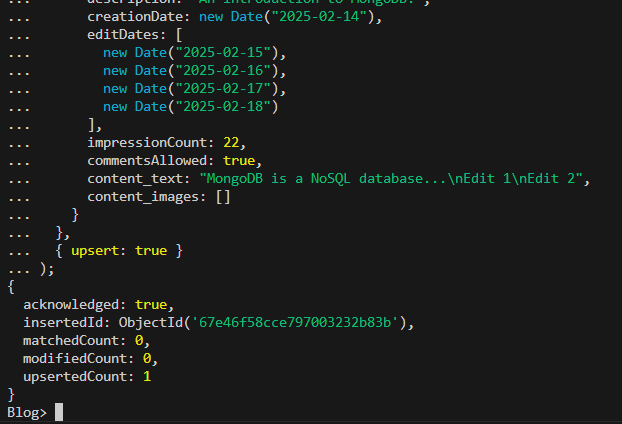 ...       description: "An introduction to MongoDB.",
...       creationDate: new Date("2025-02-14"),
...       editDates: [
...         new Date("2025-02-15"),
...         new Date("2025-02-16"),
...         new Date("2025-02-17"),
...         new Date("2025-02-18")
...       ],
...       impressionCount: 22,
...       commentsAllowed: true,
...       content_text: "MongoDB is a NoSQL database...\nEdit 1\nEdit 2",
...       content_images: []
...     }
...   },
...   { upsert: true }
... );
{
  acknowledged: true,
  insertedId: ObjectId('67e46f58cce797003232b83b'),
  matchedCount: 0,
  modifiedCount: 0,
  upsertedCount: 1
}
Blog>